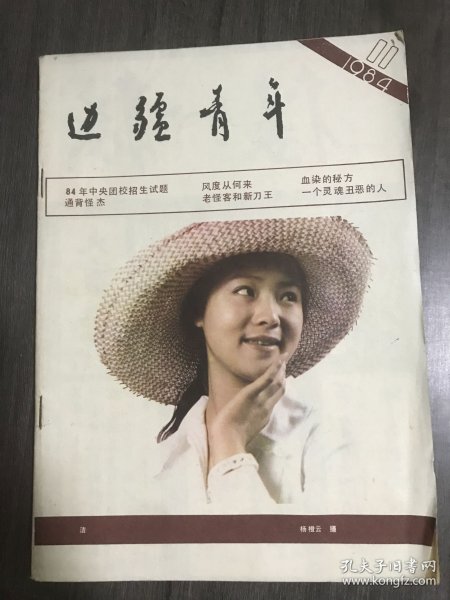 11
1984
边疆青年
84年中央团校招生试题
通背怪杰
风度从何来
老怪客和新刀王
血染的秘方
一个灵魂丑恶的人
洁
杨橙云 摄
孔夫子旧书网
www.kongfz.com